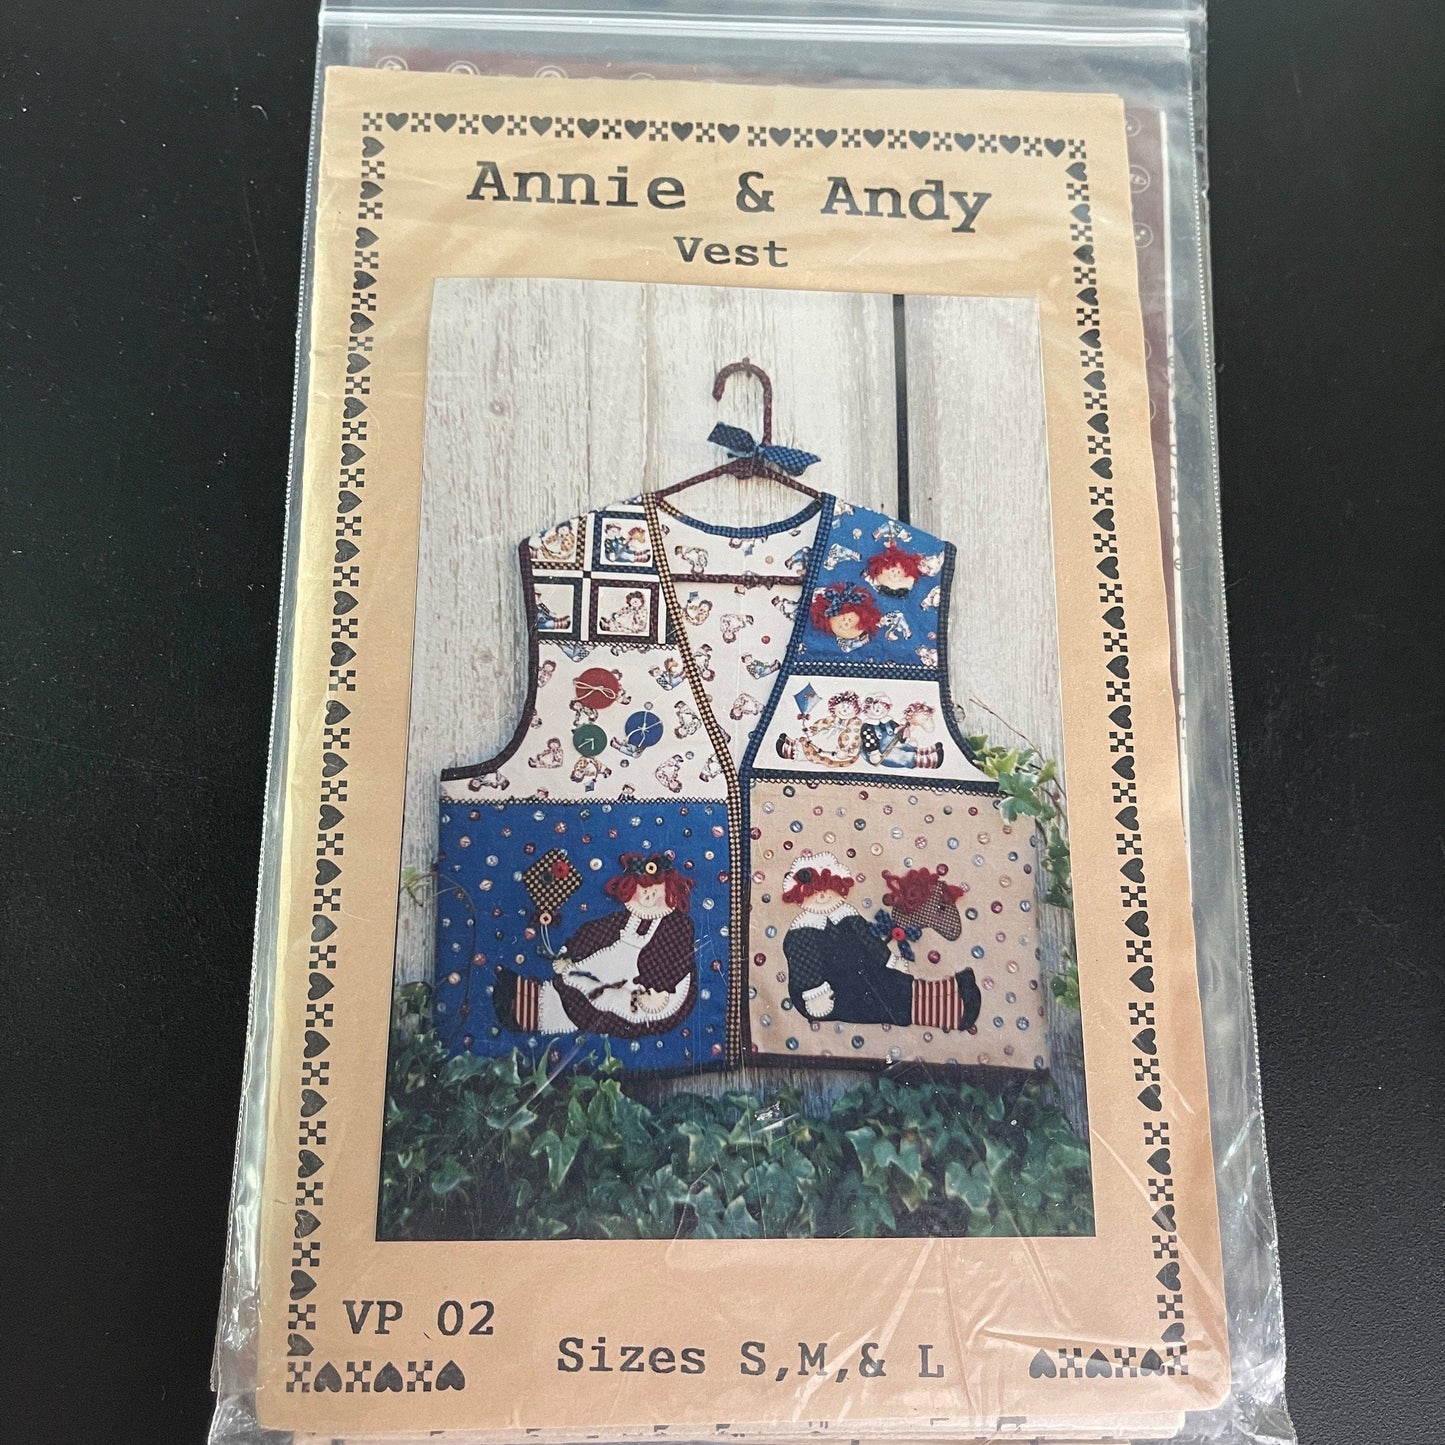 Annie & Andy
Vest
VP 02
Sizes S,M,& L